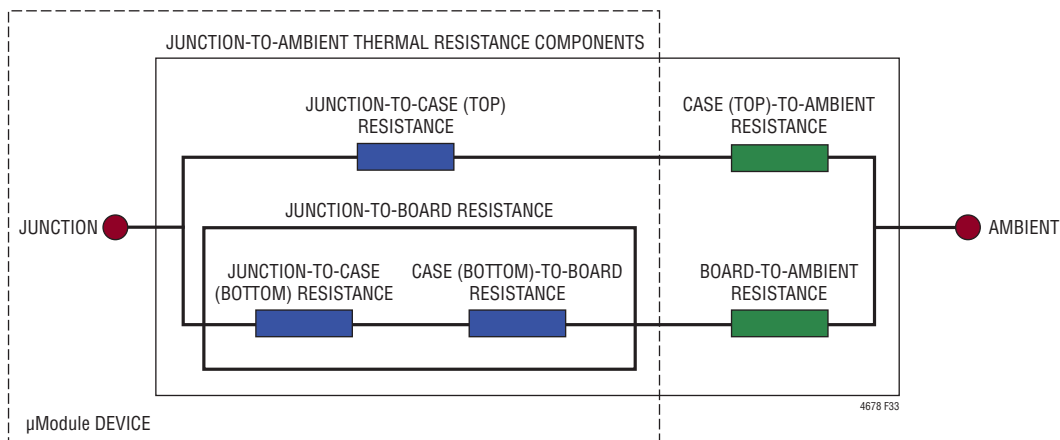 JUNCTION-TO-AMBIENT THERMAL RESISTANCE COMPONENTS
JUNCTION-TO-CASE (TOP)
RESISTANCE
CASE (TOP)-TO-AMBIENT
RESISTANCE
JUNCTION
JUNCTION-TO-BOARD RESISTANCE
AMBIENT
JUNCTION-TO-CASE
(BOTTOM) RESISTANCE
CASE (BOTTOM)-TO-BOARD
RESISTANCE
BOARD-TO-AMBIENT
RESISTANCE
4678 F33
µModule DEVICE